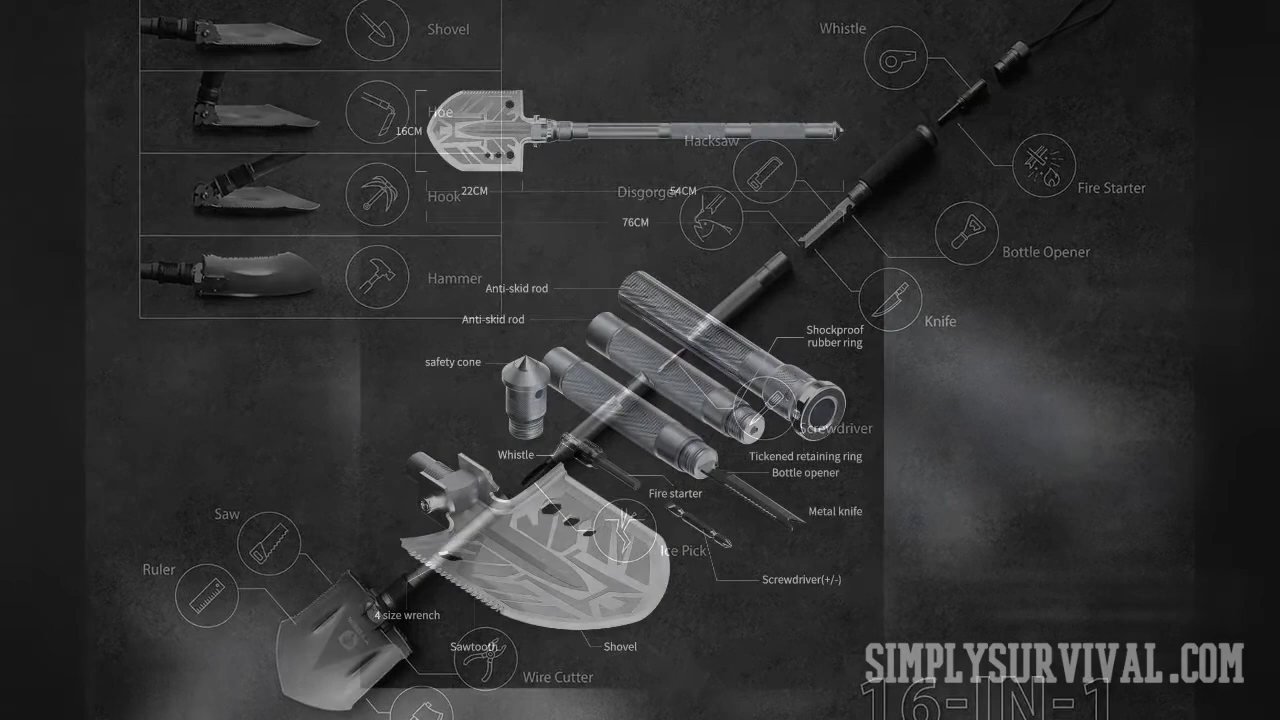 Shovel
Whistle
Hoe
16CM
Hacksaw
Fire Starter
Hook
22CM
Disgorger
54CM
76CM
Bottle Opener
Hammer
Anti-skid rod
Anti-skid rod
Knife
Shockproof
rubber ring
safety cone
Screwdriver
Whistle
Tickened retaining ring
Bottle opener
Fire starter
Metal knife
Saw
Ice Pick
Ruler
Screwdriver(+/-)
4 size wrench
Sawtooth
Shovel
Wire Cutter
SIMPLYSURVIVAL.COM
16-IN-1